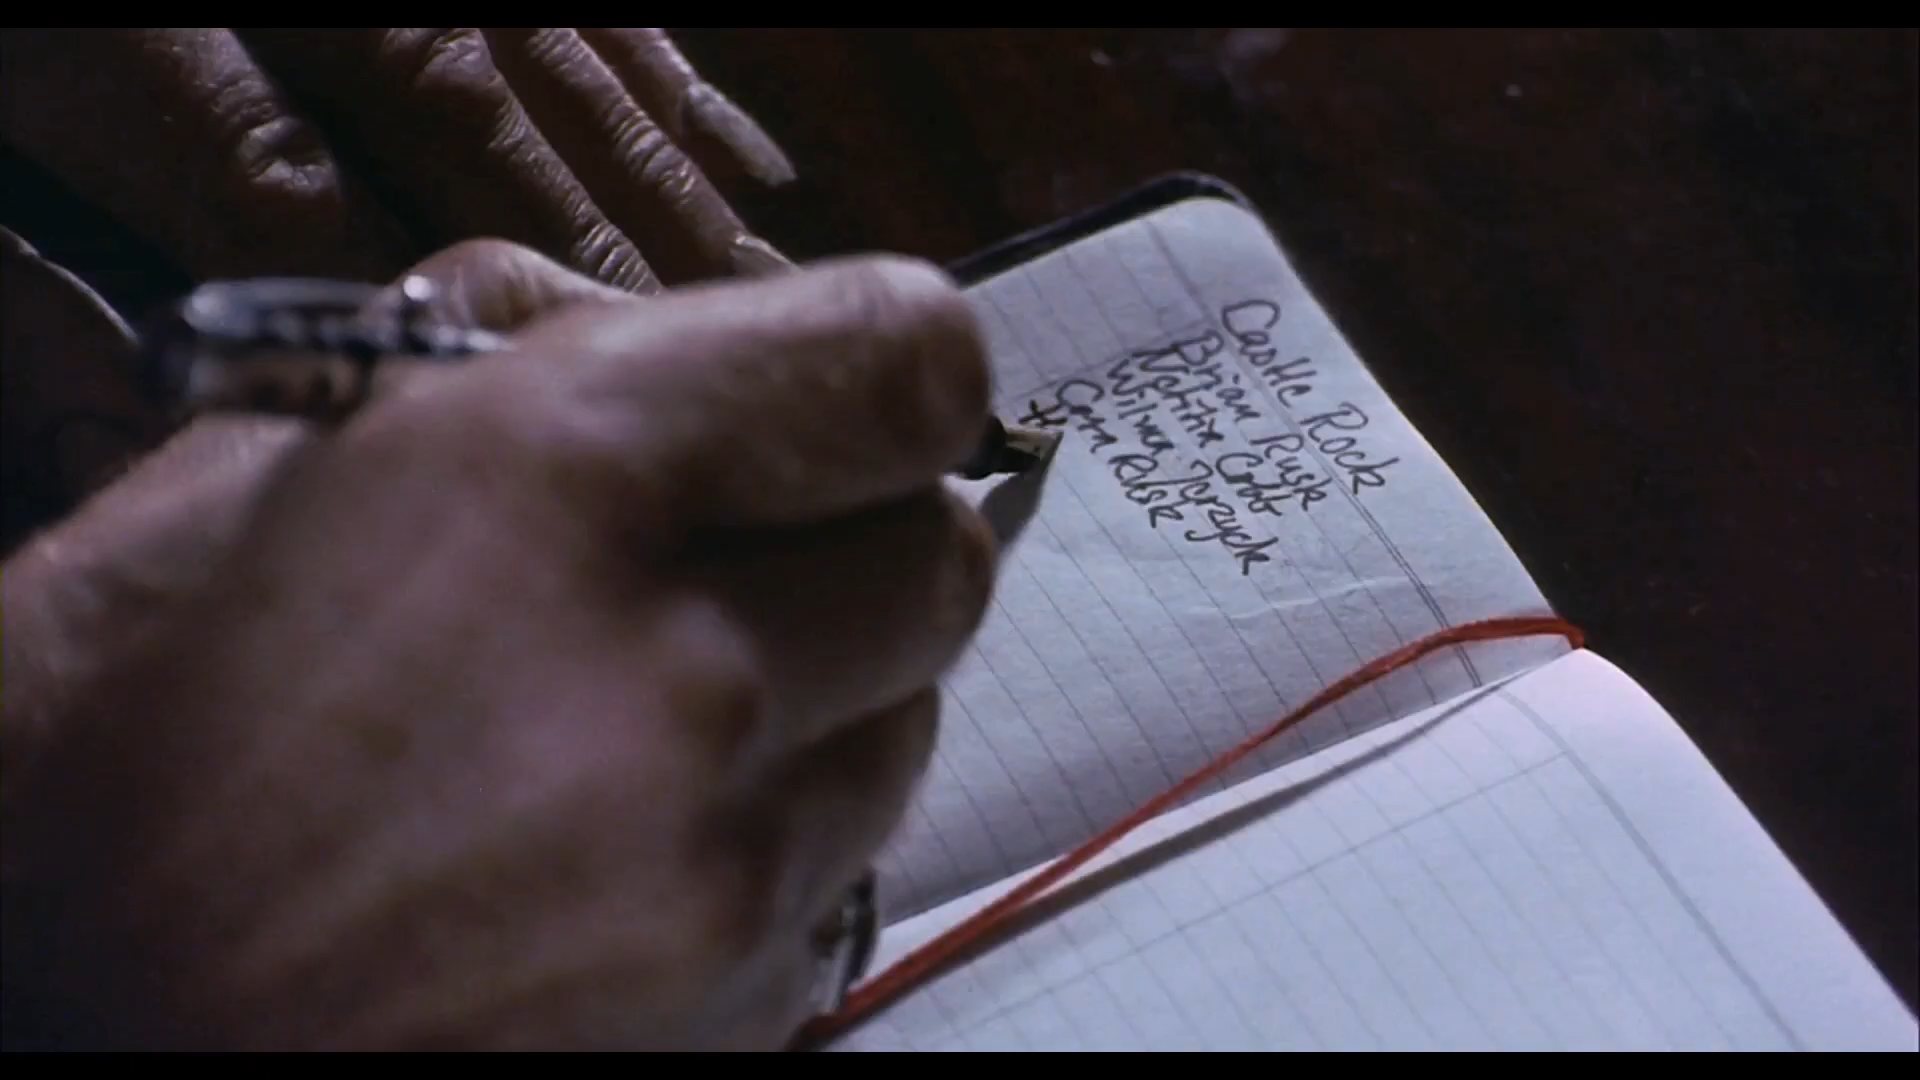 Castle Rock
Brian Rusk
Nettie Cobb
Wilma Jerzyck
Cora Rusk
H